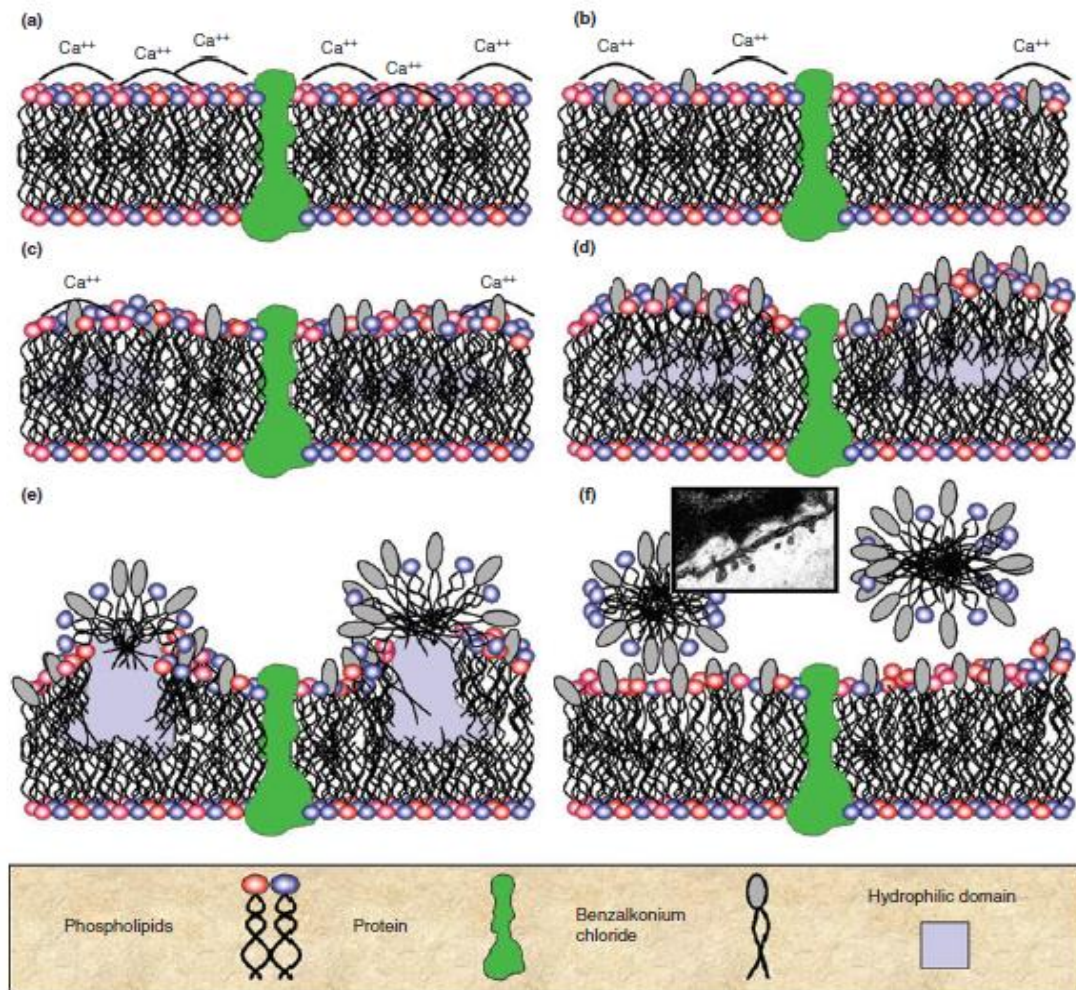 (a)
Ca++
Ca++
Ca++
Ca++
Ca++
Ca++
(b)
Ca++
Ca++
Ca++
(c)
Ca++
Ca++
(d)
(e)
(f)
Phospholipids
Protein
Benzalkonium
chloride
Hydrophilic domain